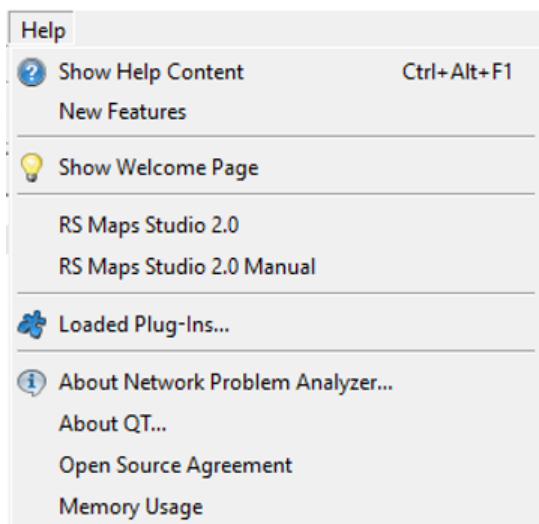 Help
Show Help Content Ctrl+Alt+F1
New Features
Show Welcome Page
RS Maps Studio 2.0
RS Maps Studio 2.0 Manual
Loaded Plug-Ins...
About Network Problem Analyzer...
About QT...
Open Source Agreement
Memory Usage